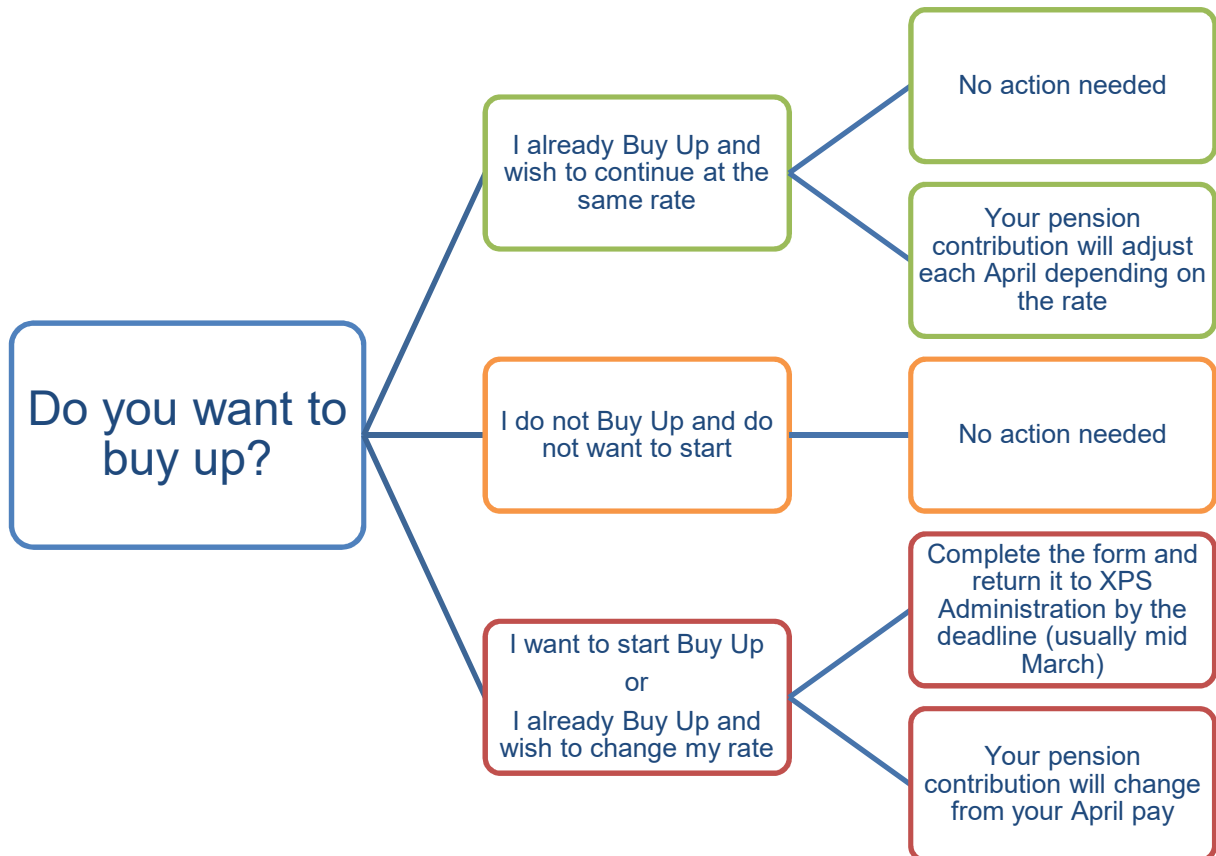 Do you want to
buy up?
I already Buy Up and
wish to continue at the
same rate
No action needed
Your pension
contribution will adjust
each April depending on
the rate
I do not Buy Up and do
not want to start
No action needed
I want to start Buy Up
or
I already Buy Up and
wish to change my rate
Complete the form and
return it to XPS
Administration by the
deadline (usually mid
March)
Your pension
contribution will change
from your April pay